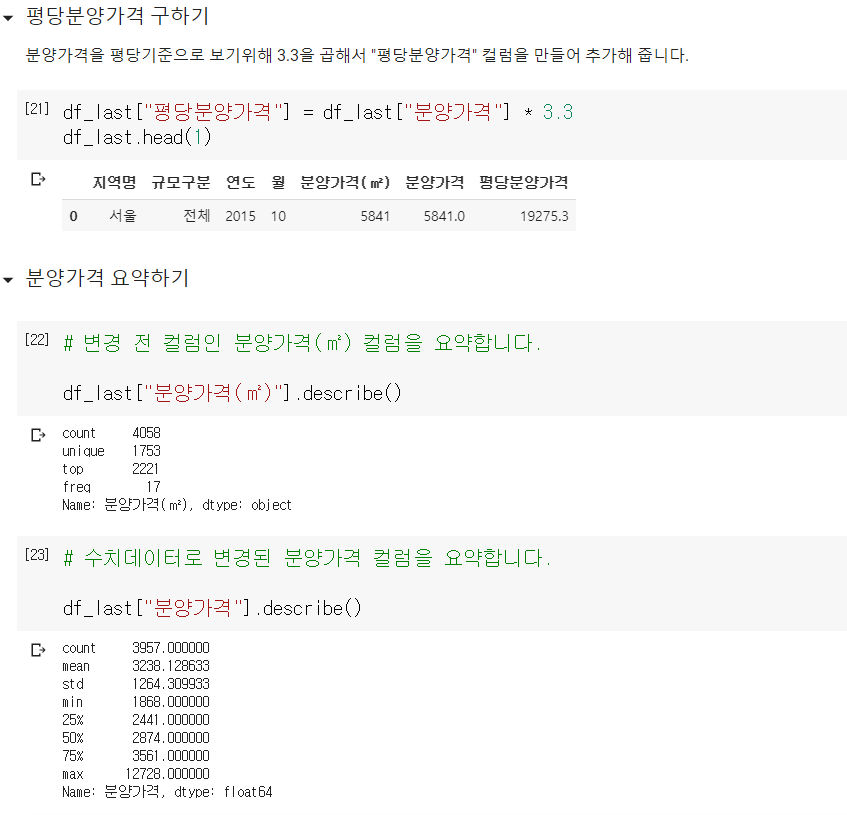 평당분양가격 구하기
분양가격을 평당기준으로 보기위해 3.3을 곱해서 "평당분양가격" 컬럼을 만들어 추가해 줍니다.
[21] df_last["평당분양가격"] = df_last["분양가격"] * 3.3
df_last.head(1)
지역명 규모구분 연도 월 분양가격(㎡) 분양가격 평당분양가격
0 서울 전체 2015 10 5841 5841.0 19275.3
분양가격 요약하기
[22] # 변경 전 컬럼인 분양가격(㎡) 컬럼을 요약합니다.
df_last["분양가격(㎡)"].describe()
count 4058
unique 1753
top 2221
freq 17
Name: 분양가격(㎡), dtype: object
[23] # 수치데이터로 변경된 분양가격 컬럼을 요약합니다.
df_last["분양가격"].describe()
count 3957.000000
mean 3238.128633
std 1264.309933
min 1868.000000
25% 2441.000000
50% 2874.000000
75% 3561.000000
max 12728.000000
Name: 분양가격, dtype: float64